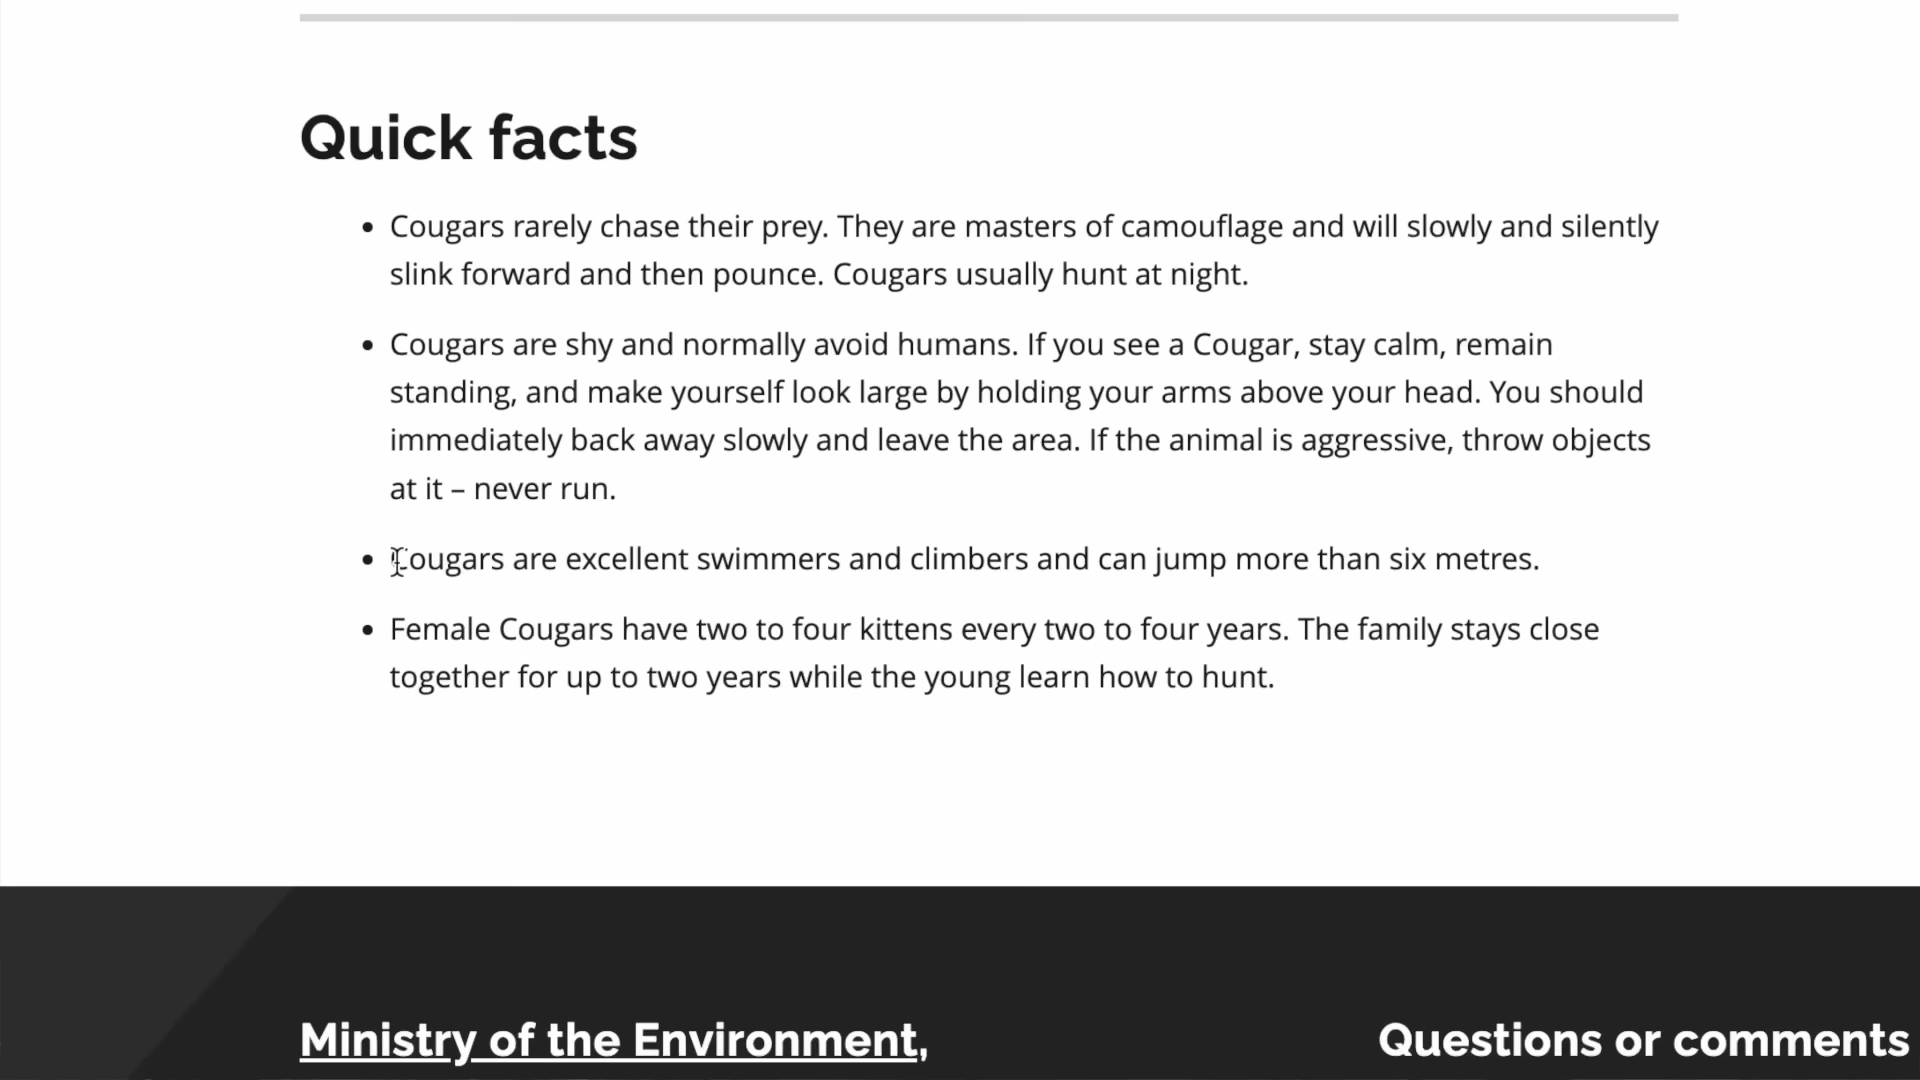 Quick facts
Cougars rarely chase their prey. They are masters of camouflage and will slowly and silently
slink forward and then pounce. Cougars usually hunt at night.
Cougars are shy and normally avoid humans. If you see a Cougar, stay calm, remain
standing, and make yourself look large by holding your arms above your head. You should
immediately back away slowly and leave the area. If the animal is aggressive, throw objects
at it – never run.
Cougars are excellent swimmers and climbers and can jump more than six metres.
Female Cougars have two to four kittens every two to four years. The family stays close
together for up to two years while the young learn how to hunt.
Ministry of the Environment,
Questions or comments